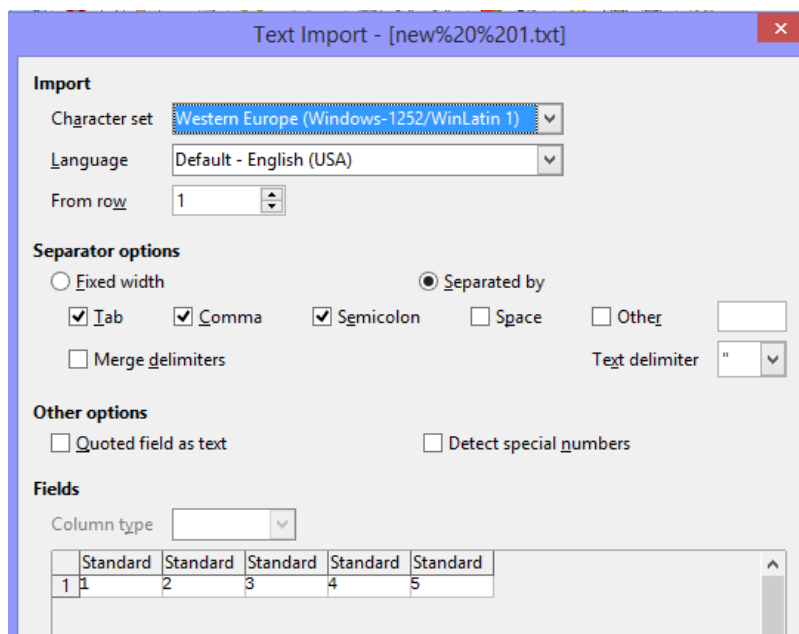 Text Import - [new%20%201.txt]
Import
Character set Western Europe (Windows-1252/WinLatin 1)
Language Default - English (USA)
From row 1
Separator options
Fixed width Separated by
Tab Comma Semicolon Space Other
Merge delimiters Text delimiter "
Other options
Quoted field as text Detect special numbers
Fields
Column type
Standard Standard Standard Standard Standard
1 1 2 3 4 5